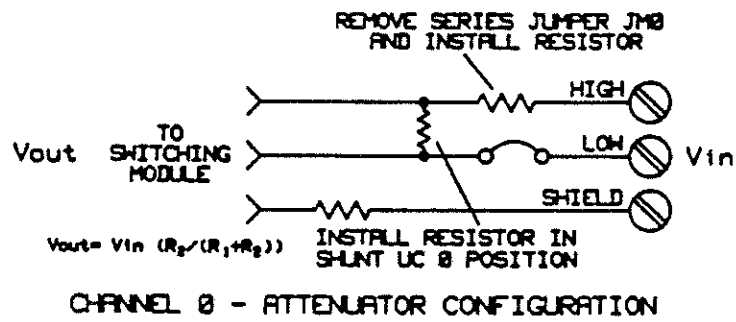 REMOVE SERIES JUMPER JM0
AND INSTALL RESISTOR
HIGH
Vout
TO
SWITCHING
MODULE
LOW
Vin
SHIELD
Vout= Vin (R₂/(R₁+R₂))
INSTALL RESISTOR IN
SHUNT UC 0 POSITION
CHANNEL 0 - ATTENUATOR CONFIGURATION